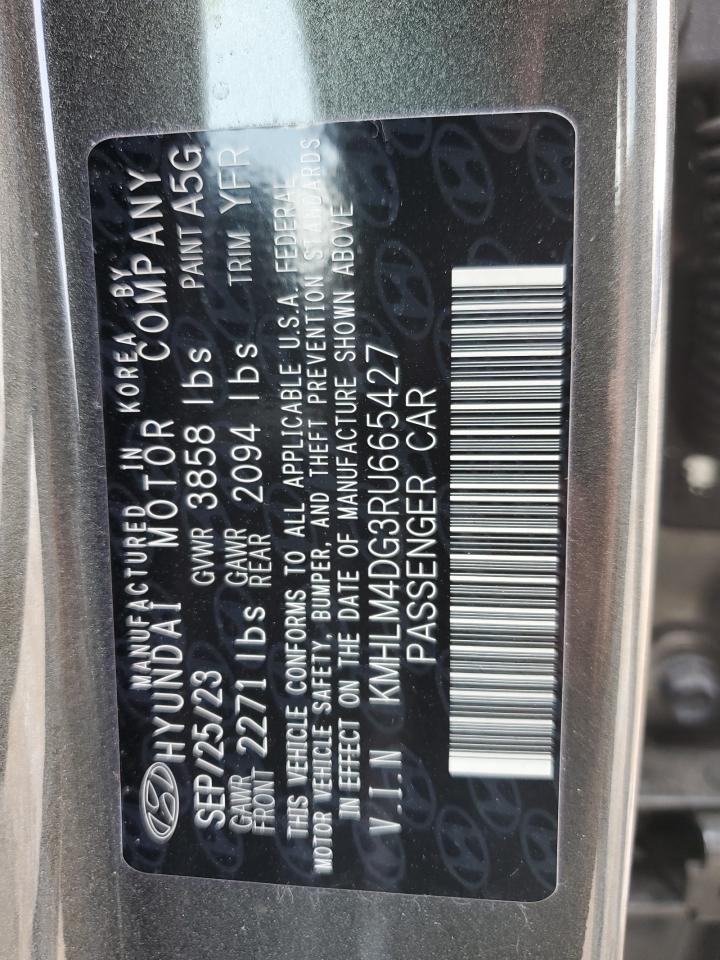 MANUFACTURED IN KOREA BY
HYUNDAI MOTOR COMPANY
SEP/25/23 GVWR 3858 lbs PAINT A5G
GAWR FRONT 2271 lbs GAWR REAR 2094 lbs TRIM YFR
THIS VEHICLE CONFORMS TO ALL APPLICABLE U.S.A. FEDERAL
MOTOR VEHICLE SAFETY, BUMPER, AND THEFT PREVENTION STANDARDS
IN EFFECT ON THE DATE OF MANUFACTURE SHOWN ABOVE
V.I.N KMHLM4DG3RU665427
PASSENGER CAR